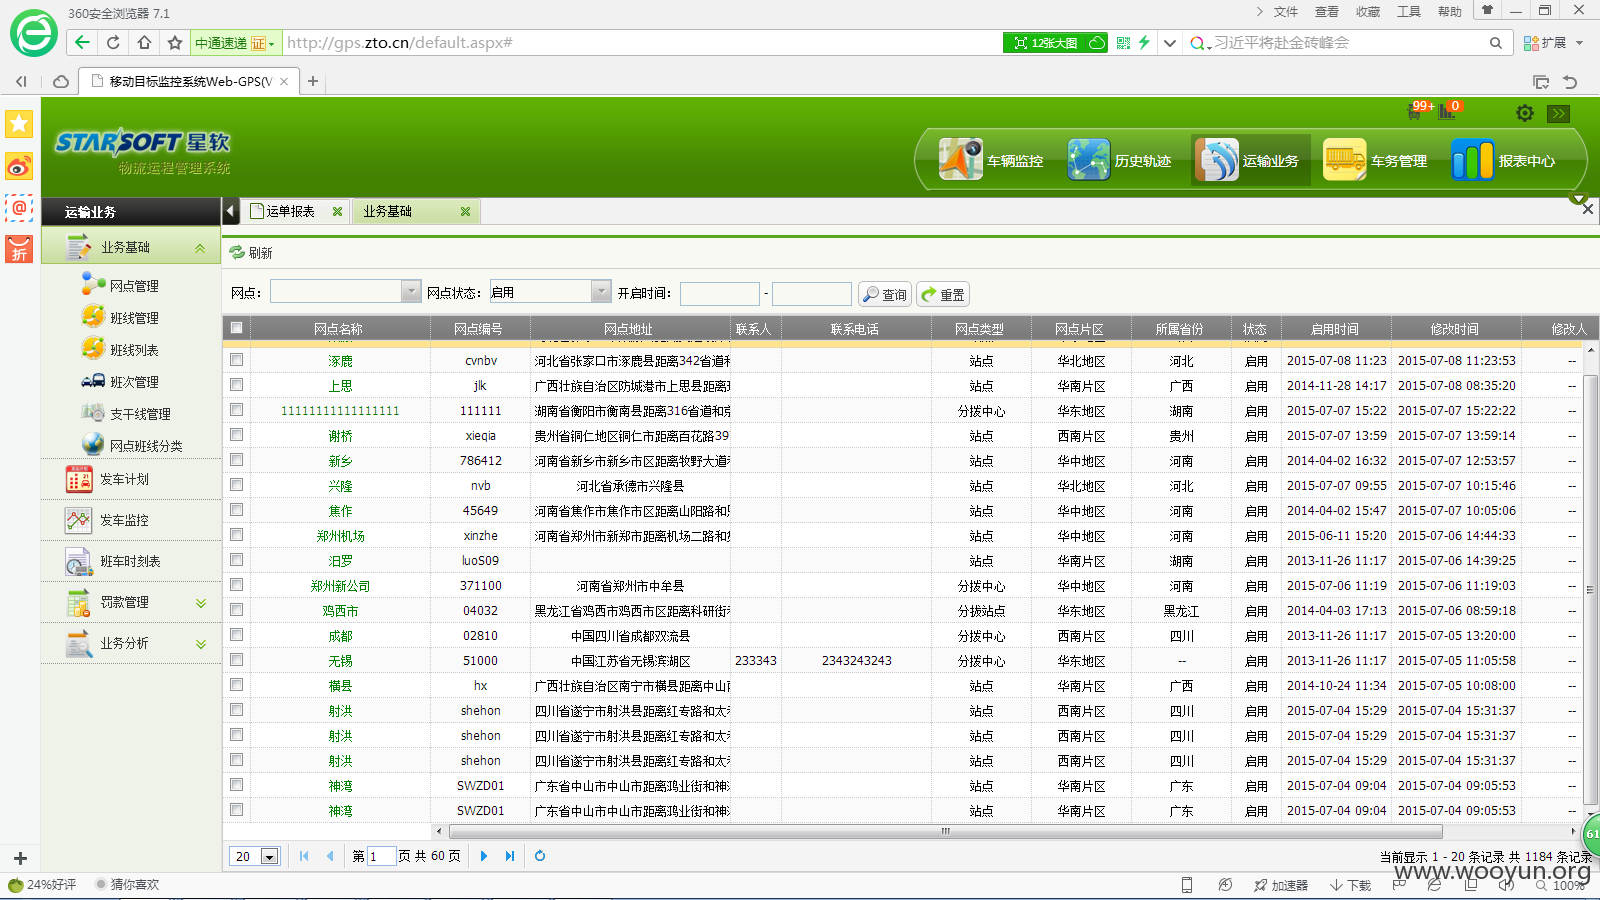 360安全浏览器 7.1
文件 查看 收藏 工具 帮助
中通速递 证 http://gps.zto.cn/default.aspx#
12张大图 习近平将赴金砖峰会 扩展
移动目标监控系统Web-GPS(V
99+ 0
STARSOFT 星软
物流运程管理系统
车辆监控 历史轨迹 运输业务 车务管理 报表中心
运输业务 运单报表 业务基础
业务基础
网点管理
班线管理
班线列表
班次管理
支干线管理
网点班线分类
发车计划
发车监控
班车时刻表
罚款管理
业务分析
刷新
网点: 网点状态: 启用 开启时间: - 查询 重置
网点名称 网点编号 网点地址 联系人 联系电话 网点类型 网点片区 所属省份 状态 启用时间 修改时间 修改人
涿鹿 cvnbv 河北省张家口市涿鹿县距离342省道和 站点 华北地区 河北 启用 2015-07-08 11:23 2015-07-08 11:23:53 --
上思 jlk 广西壮族自治区防城港市上思县距离 站点 华南片区 广西 启用 2014-11-28 14:17 2015-07-08 08:35:20 --
11111111111111111 111111 湖南省衡阳市衡南县距离316省道和 分拨中心 华东地区 湖南 启用 2015-07-07 15:22 2015-07-07 15:22:22 --
谢桥 xieqia 贵州省铜仁地区铜仁市距离百花路39 站点 西南片区 贵州 启用 2015-07-07 13:59 2015-07-07 13:59:14 --
新乡 786412 河南省新乡市新乡市区距离牧野大道和 站点 华中地区 河南 启用 2014-04-02 16:32 2015-07-07 12:53:57 --
兴隆 nvb 河北省承德市兴隆县 站点 华北地区 河北 启用 2015-07-07 09:55 2015-07-07 10:15:46 --
焦作 45649 河南省焦作市焦作市区距离山阳路和 站点 华中地区 河南 启用 2014-04-02 15:47 2015-07-07 10:05:06 --
郑州机场 xinzhe 河南省郑州市新郑市距离机场二路和 站点 华中地区 河南 启用 2015-06-11 15:20 2015-07-06 14:44:33 --
汨罗 luoS09 站点 华南片区 湖南 启用 2013-11-26 11:17 2015-07-06 14:39:25 --
郑州新公司 371100 河南省郑州市中牟县 分拨中心 华中地区 河南 启用 2015-07-06 11:19 2015-07-06 11:19:03 --
鸡西市 04032 黑龙江省鸡西市鸡西市区距离科研街和 分拔站点 华东地区 黑龙江 启用 2014-04-03 17:13 2015-07-06 08:59:18 --
成都 02810 中国四川省成都双流县 分拨中心 西南片区 四川 启用 2013-11-26 11:17 2015-07-05 13:20:00 --
无锡 51000 中国江苏省无锡滨湖区 233343 2343243243 分拨中心 华东地区 -- 启用 2013-11-26 11:17 2015-07-05 11:05:58 --
横县 hx 广西壮族自治区南宁市横县距离中山 站点 华南片区 广西 启用 2014-10-24 11:34 2015-07-05 10:08:00 --
射洪 shehon 四川省遂宁市射洪县距离红专路和太和 站点 西南片区 四川 启用 2015-07-04 15:29 2015-07-04 15:31:37 --
射洪 shehon 四川省遂宁市射洪县距离红专路和太和 站点 西南片区 四川 启用 2015-07-04 15:29 2015-07-04 15:31:37 --
射洪 shehon 四川省遂宁市射洪县距离红专路和太和 站点 西南片区 四川 启用 2015-07-04 15:29 2015-07-04 15:31:37 --
神湾 SWZD01 广东省中山市中山市距离鸿业街和神 站点 华南片区 广东 启用 2015-07-04 09:04 2015-07-04 09:05:53 --
神湾 SWZD01 广东省中山市中山市距离鸿业街和神 站点 华南片区 广东 启用 2015-07-04 09:04 2015-07-04 09:05:53 --
61
20 第 1 页 共 60 页 当前显示 1 - 20 条记录 共 1184 条记录
www.wooyun.org
24%好评 猜你喜欢 加速器 下载 100%